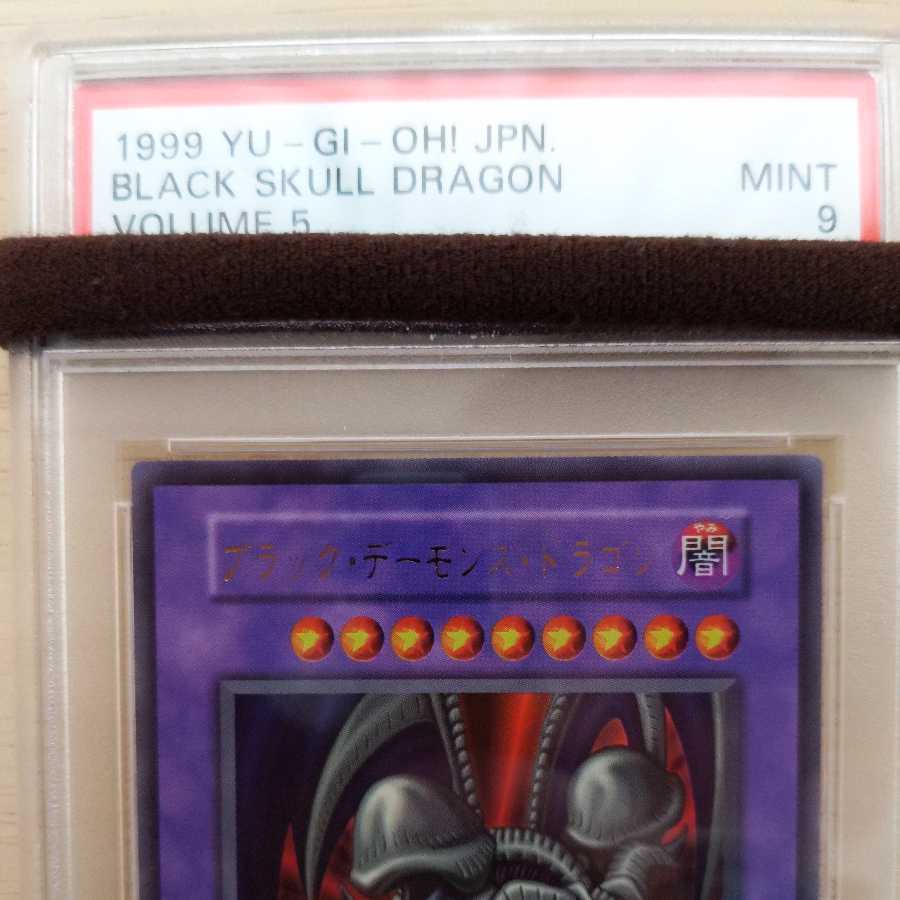 1999 YU-GI-OH! JPN.
BLACK SKULL DRAGON MINT
VOLUME 5 9
ブラック・デーモンズ・ドラゴン
やみ
闇